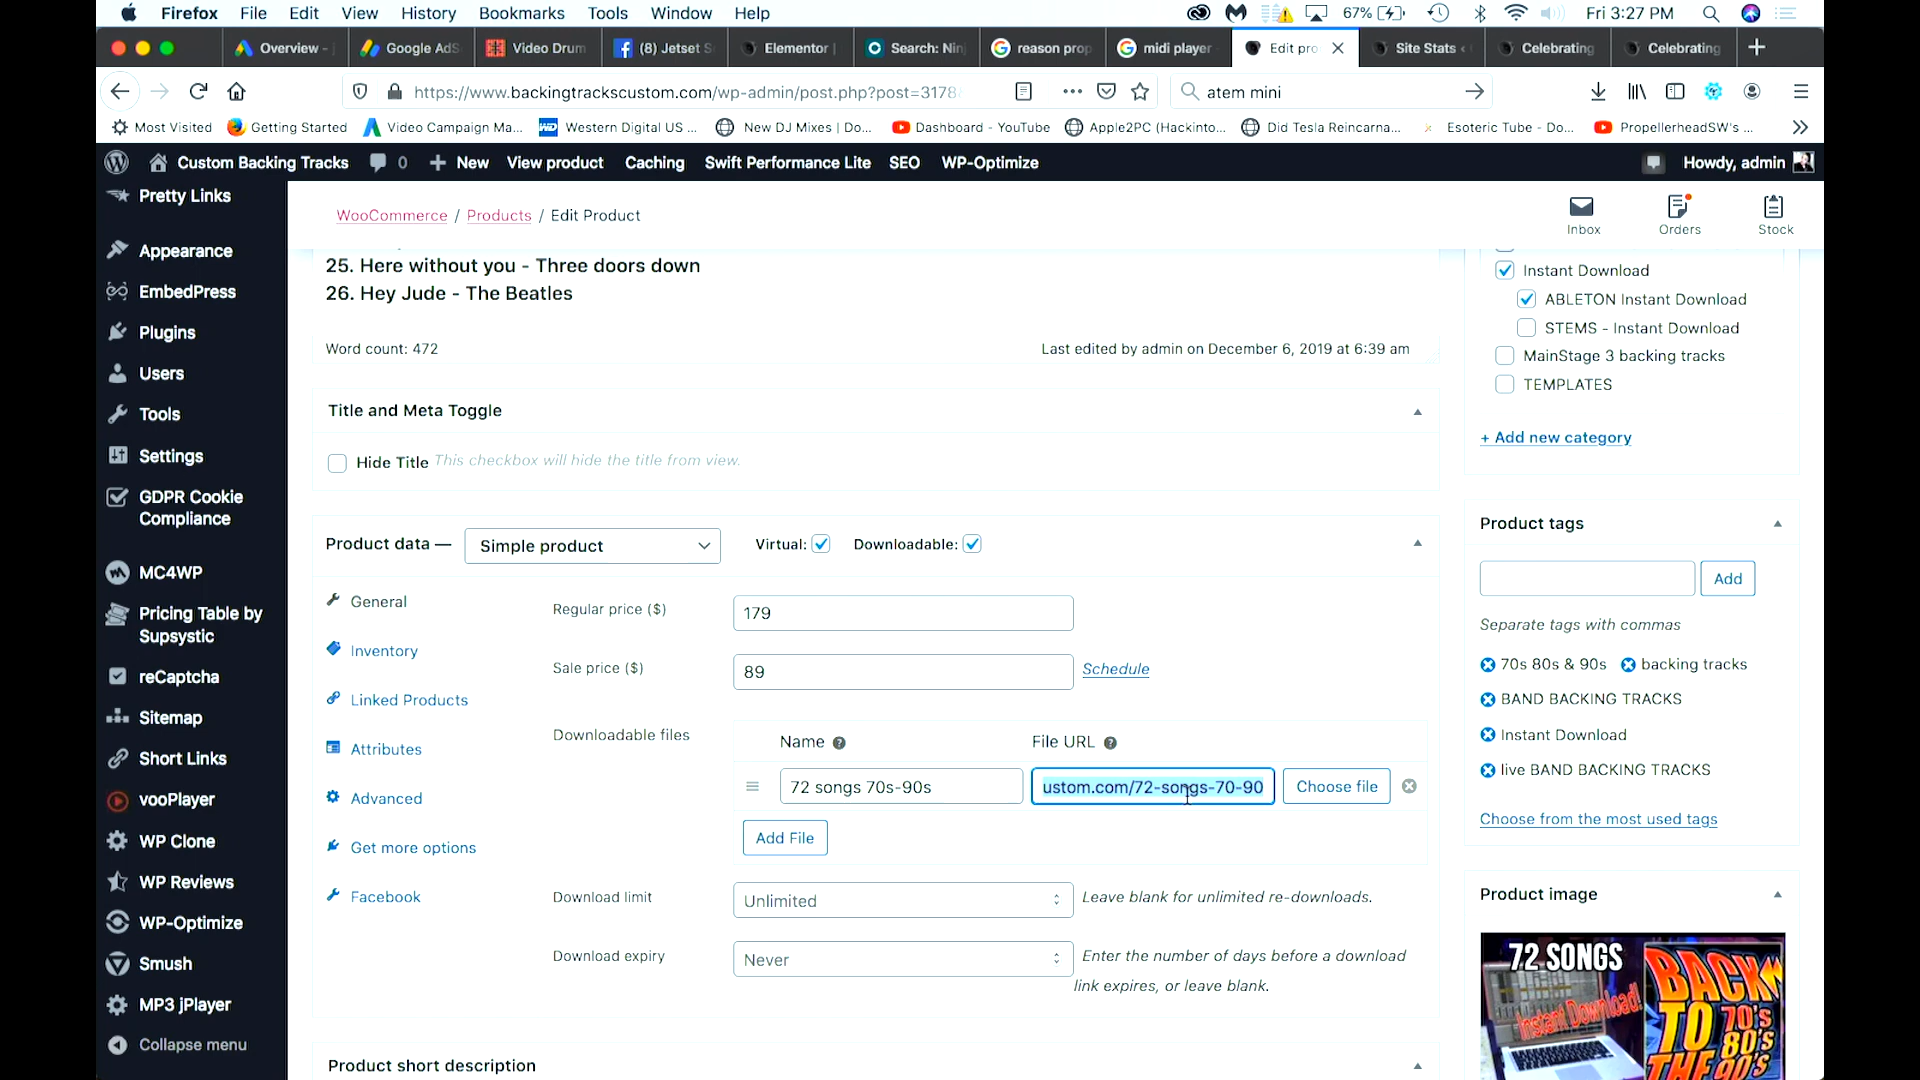 Firefox File Edit View History Bookmarks Tools Window Help 67% Fri 3:27 PM
Overview - Google AdS Video Drum (8) Jetset S Elementor | Search: Nin reason prop midi player Edit pro Site Stats ‹ Celebrating Celebrating
https://www.backingtrackscustom.com/wp-admin/post.php?post=3178 atem mini
Most Visited Getting Started Video Campaign Ma... Western Digital US ... New DJ Mixes | Do... Dashboard - YouTube Apple2PC (Hackinto... Did Tesla Reincarna... Esoteric Tube - Do... PropellerheadSW's ...
Custom Backing Tracks 0 New View product Caching Swift Performance Lite SEO WP-Optimize Howdy, admin
Pretty Links
Appearance
EmbedPress
Plugins
Users
Tools
Settings
GDPR Cookie
Compliance
MC4WP
Pricing Table by
Supsystic
reCaptcha
Sitemap
Short Links
vooPlayer
WP Clone
WP Reviews
WP-Optimize
Smush
MP3 jPlayer
Collapse menu
WooCommerce / Products / Edit Product
Inbox Orders Stock
25. Here without you - Three doors down
26. Hey Jude - The Beatles
Word count: 472 Last edited by admin on December 6, 2019 at 6:39 am
Title and Meta Toggle
Hide Title This checkbox will hide the title from view.
Product data — Simple product Virtual: Downloadable:
General
Inventory
Linked Products
Attributes
Advanced
Get more options
Facebook
Regular price ($) 179
Sale price ($) 89 Schedule
Downloadable files
Name File URL
72 songs 70s-90s ustom.com/72-songs-70-90 Choose file
Add File
Download limit Unlimited Leave blank for unlimited re-downloads.
Download expiry Never Enter the number of days before a download
link expires, or leave blank.
Product short description
Instant Download
ABLETON Instant Download
STEMS - Instant Download
MainStage 3 backing tracks
TEMPLATES
+ Add new category
Product tags
Add
Separate tags with commas
70s 80s & 90s backing tracks
BAND BACKING TRACKS
Instant Download
live BAND BACKING TRACKS
Choose from the most used tags
Product image
72 SONGS
Instant Download!
BACK
TO 70'S
80'S
THE 90'S